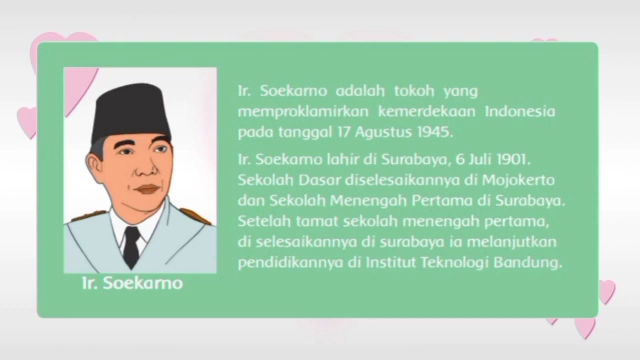 Ir. Soekarno adalah tokoh yang
memproklamirkan kemerdekaan Indonesia
pada tanggal 17 Agustus 1945.
Ir. Soekarno lahir di Surabaya, 6 Juli 1901.
Sekolah Dasar diselesaikannya di Mojokerto
dan Sekolah Menengah Pertama di Surabaya.
Setelah tamat sekolah menengah pertama,
di selesaikannya di surabaya ia melanjutkan
pendidikannya di Institut Teknologi Bandung.
Ir. Soekarno